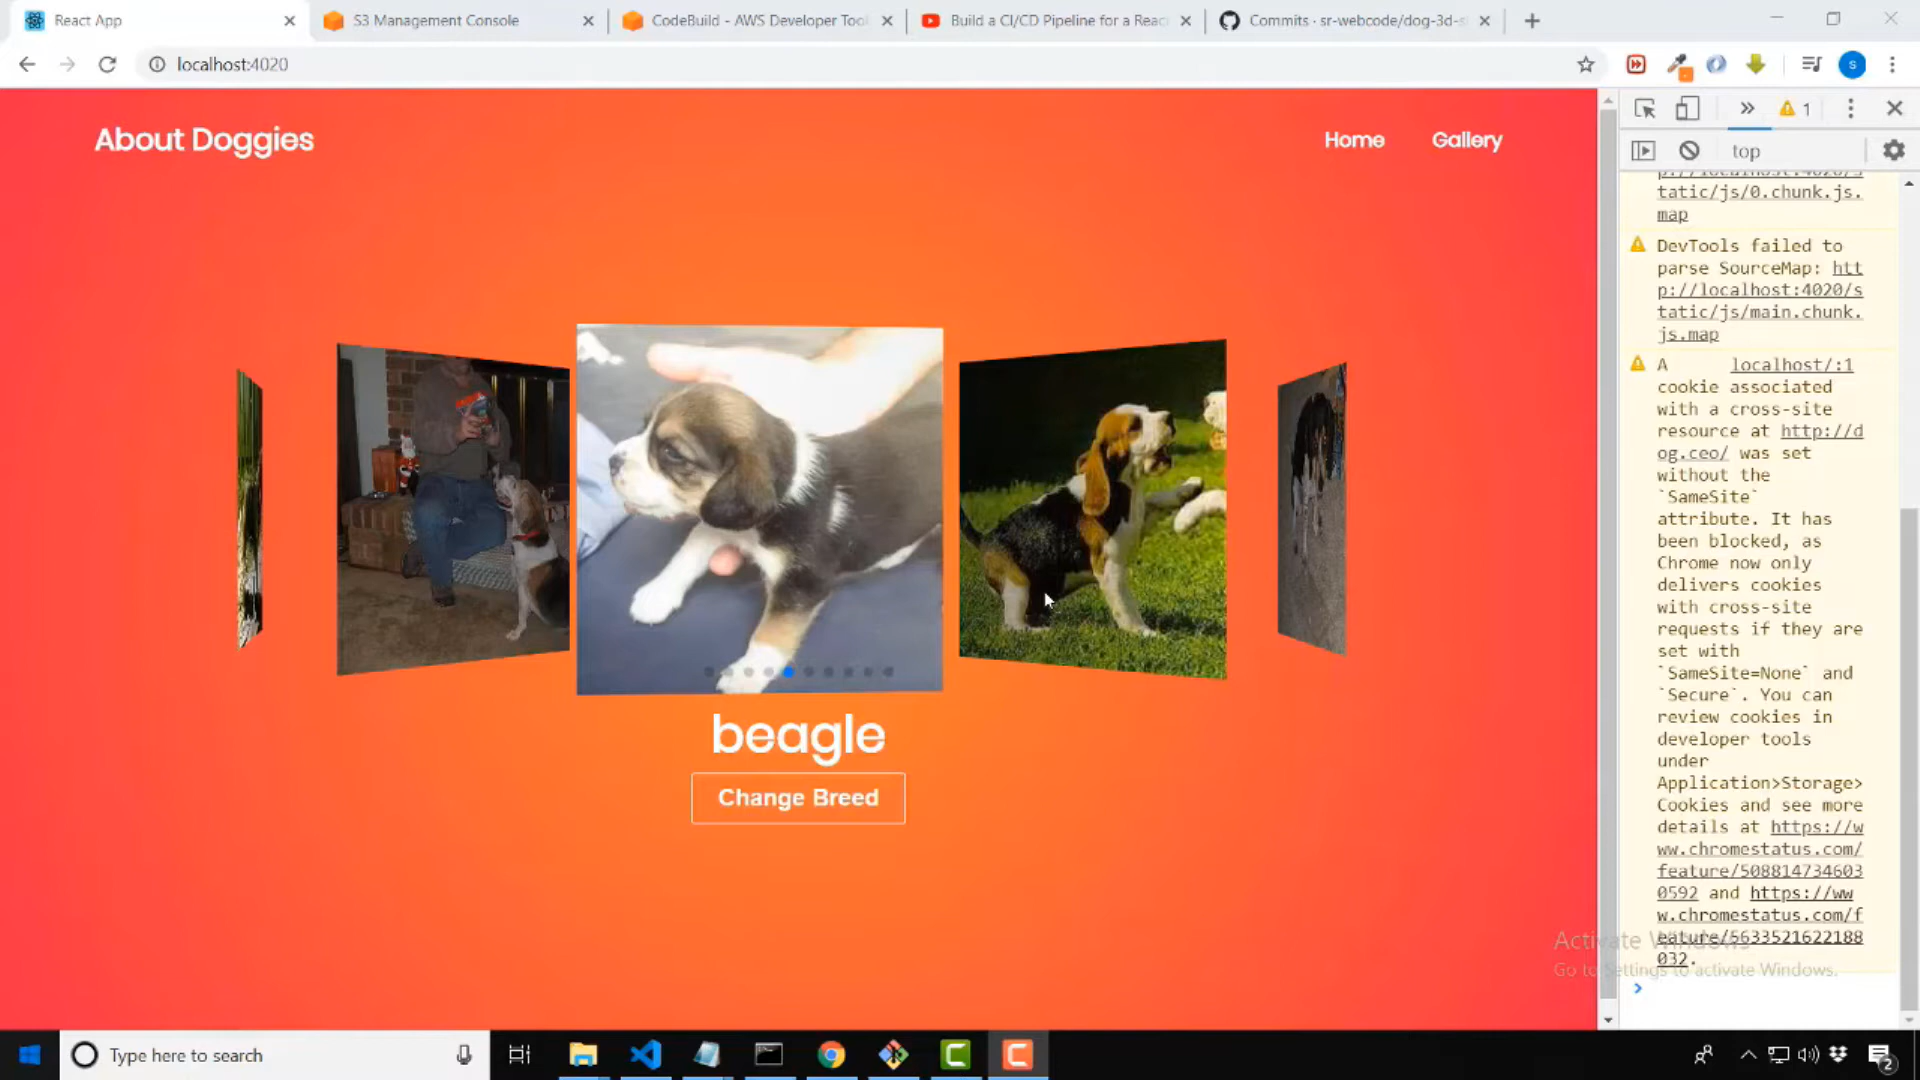 React App
S3 Management Console
CodeBuild - AWS Developer Tool
Build a CI/CD Pipeline for a Reac
Commits · sr-webcode/dog-3d-s
localhost:4020
S
About Doggies
Home
Gallery
1
top
p://localhost:4020/s
tatic/js/0.chunk.js.
map
DevTools failed to
parse SourceMap: htt
p://localhost:4020/s
tatic/js/main.chunk.
js.map
A localhost/:1
cookie associated
with a cross-site
resource at http://d
og.ceo/ was set
without the
`SameSite`
attribute. It has
been blocked, as
Chrome now only
delivers cookies
with cross-site
requests if they are
set with
`SameSite=None` and
`Secure`. You can
review cookies in
developer tools
under
Application>Storage>
Cookies and see more
details at https://w
ww.chromestatus.com/
feature/508814734603
0592 and https://ww
w.chromestatus.com/f
eature/5633521622188
032.
beagle
Change Breed
Activate Windows
Go to Settings to activate Windows.
Type here to search
2